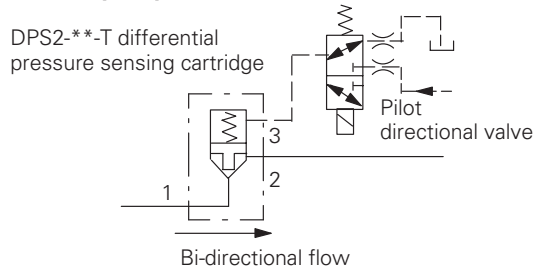 DPS2-**-T differential
pressure sensing cartridge
Pilot
directional valve
3
2
1
Bi-directional flow